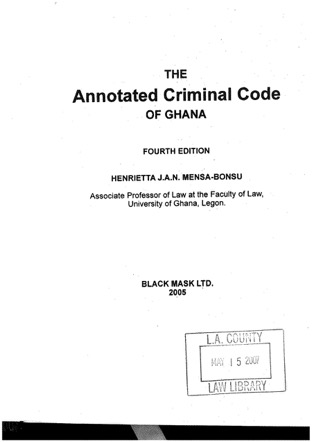 THE
Annotated Criminal Code
OF GHANA
FOURTH EDITION
HENRIETTA J.A.N. MENSA-BONSU
Associate Professor of Law at the Faculty of Law,
University of Ghana, Legon.
BLACK MASK LTD.
2005
L.A. COUNTY
MAY 15 2007
LAW LIBRARY